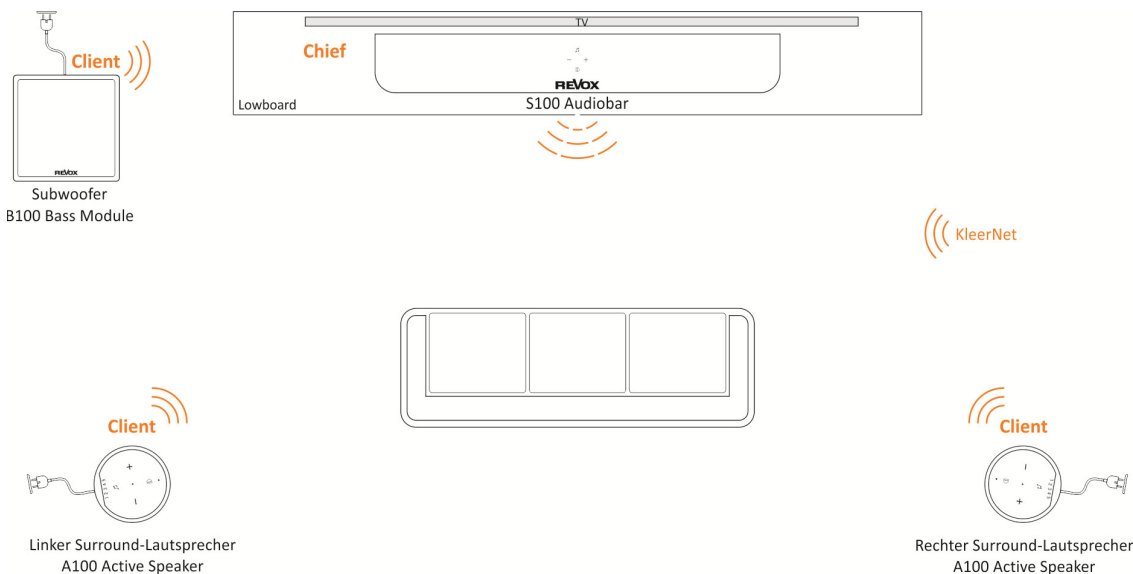 TV
Client
Chief
REVOX
Lowboard
S100 Audiobar
REVOX
Subwoofer
B100 Bass Module
KleerNet
Client
Client
Linker Surround-Lautsprecher
A100 Active Speaker
Rechter Surround-Lautsprecher
A100 Active Speaker